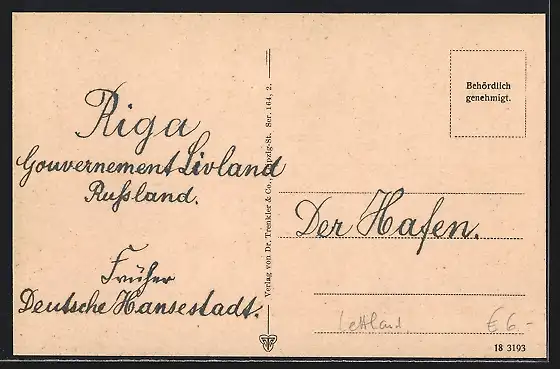 Riga
Gouvernement Livland
Rußland.
Früher
Deutsche Hansestadt.
Verlag von Dr. Trenkler & Co., Leipzig-St. Ser. 164, 2.
Behördlich
genehmigt.
Der Hafen.
Lettland
€ 6.-
18 3193